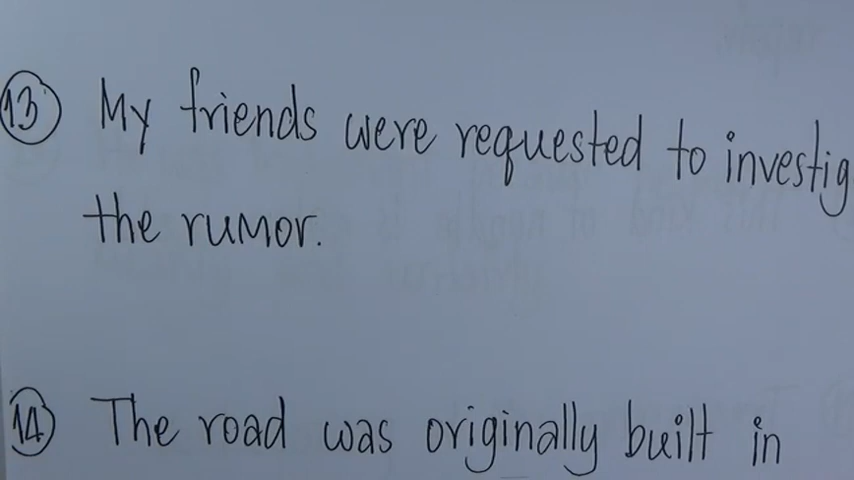 13 My friends were requested to investig
the rumor.
14 The road was originally built in